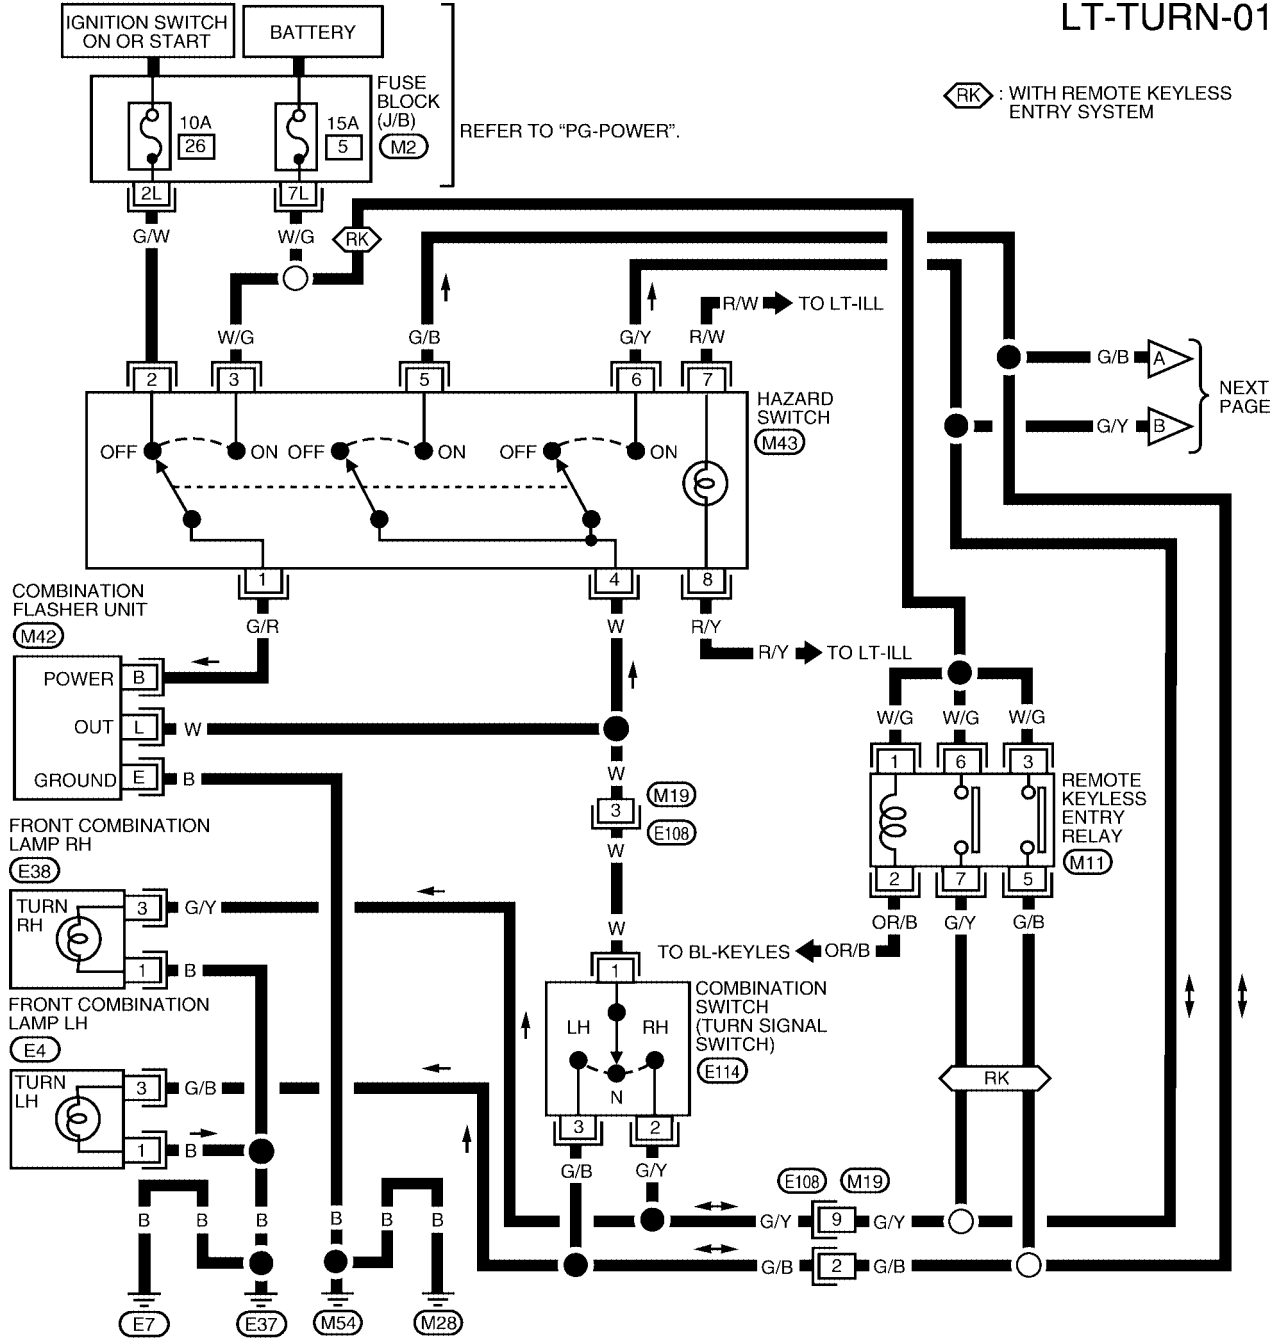 LT-TURN-01
IGNITION SWITCH
ON OR START
BATTERY
FUSE
BLOCK
(J/B)
M2
10A
26
15A
5
REFER TO “PG-POWER”.
RK : WITH REMOTE KEYLESS
ENTRY SYSTEM
2L
7L
G/W
W/G
RK
W/G
G/B
G/Y
R/W
R/W
TO LT-ILL
G/B
A
NEXT
PAGE
G/Y
B
2
3
5
6
7
HAZARD
SWITCH
M43
OFF
ON
OFF
ON
OFF
ON
1
4
8
COMBINATION
FLASHER UNIT
M42
G/R
W
R/Y
R/Y
TO LT-ILL
POWER
B
OUT
L
W
GROUND
E
B
W/G
W/G
W/G
1
6
3
REMOTE
KEYLESS
ENTRY
RELAY
M11
2
7
5
OR/B
G/Y
G/B
TO BL-KEYLES
OR/B
W
3
M19
E108
W
W
FRONT COMBINATION
LAMP RH
E38
TURN
RH
3
G/Y
1
B
FRONT COMBINATION
LAMP LH
E4
TURN
LH
3
G/B
1
B
1
COMBINATION
SWITCH
(TURN SIGNAL
SWITCH)
E114
LH
RH
N
3
2
G/B
G/Y
RK
E108
M19
G/Y
9
G/Y
G/B
2
G/B
B
B
B
B
B
B
E7
E37
M54
M28